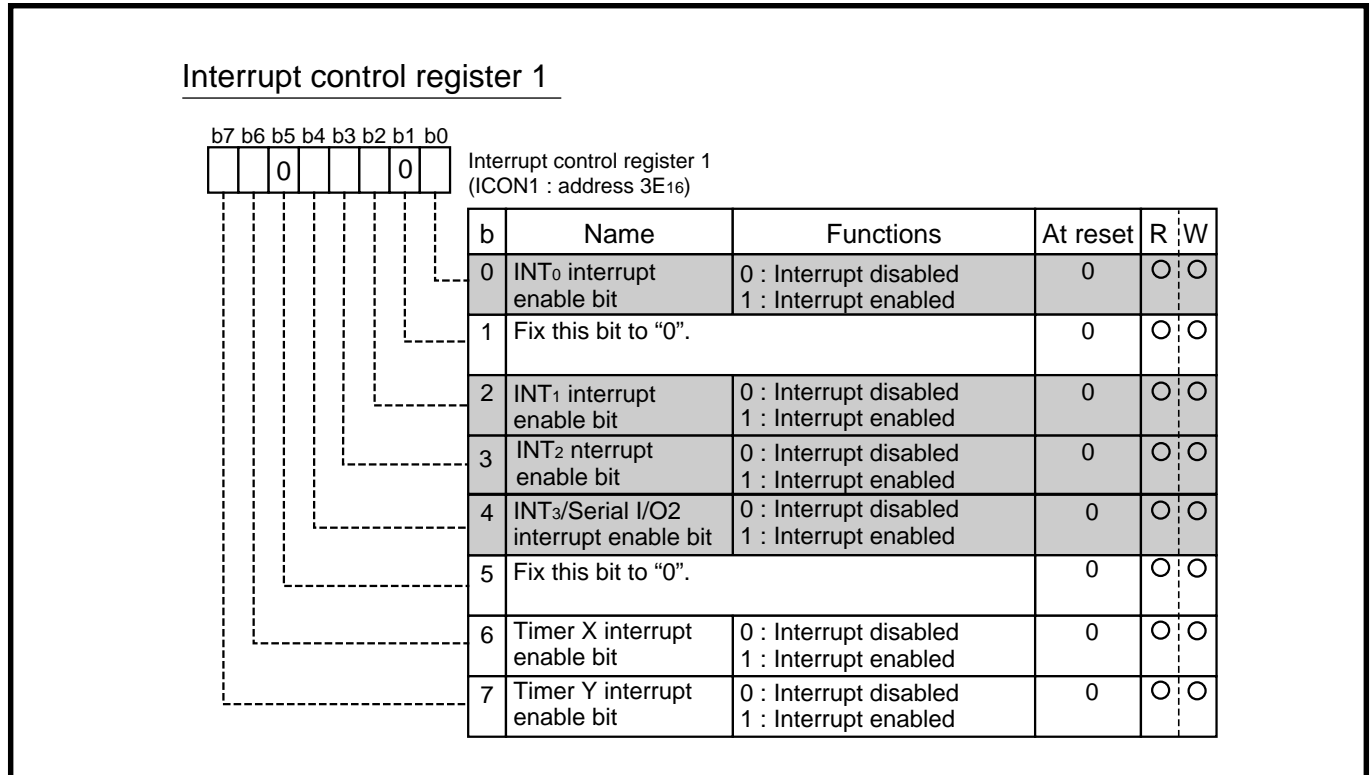 Interrupt control register 1
b7 b6 b5 b4 b3 b2 b1 b0
0 0
Interrupt control register 1
(ICON1 : address 3E16)
b Name Functions At reset R W
0 INT0 interrupt enable bit 0 : Interrupt disabled 0 ○ ○
1 : Interrupt enabled
1 Fix this bit to “0”. 0 ○ ○
2 INT1 interrupt enable bit 0 : Interrupt disabled 0 ○ ○
1 : Interrupt enabled
3 INT2 nterrupt enable bit 0 : Interrupt disabled 0 ○ ○
1 : Interrupt enabled
4 INT3/Serial I/O2 interrupt enable bit 0 : Interrupt disabled 0 ○ ○
1 : Interrupt enabled
5 Fix this bit to “0”. 0 ○ ○
6 Timer X interrupt enable bit 0 : Interrupt disabled 0 ○ ○
1 : Interrupt enabled
7 Timer Y interrupt enable bit 0 : Interrupt disabled 0 ○ ○
1 : Interrupt enabled